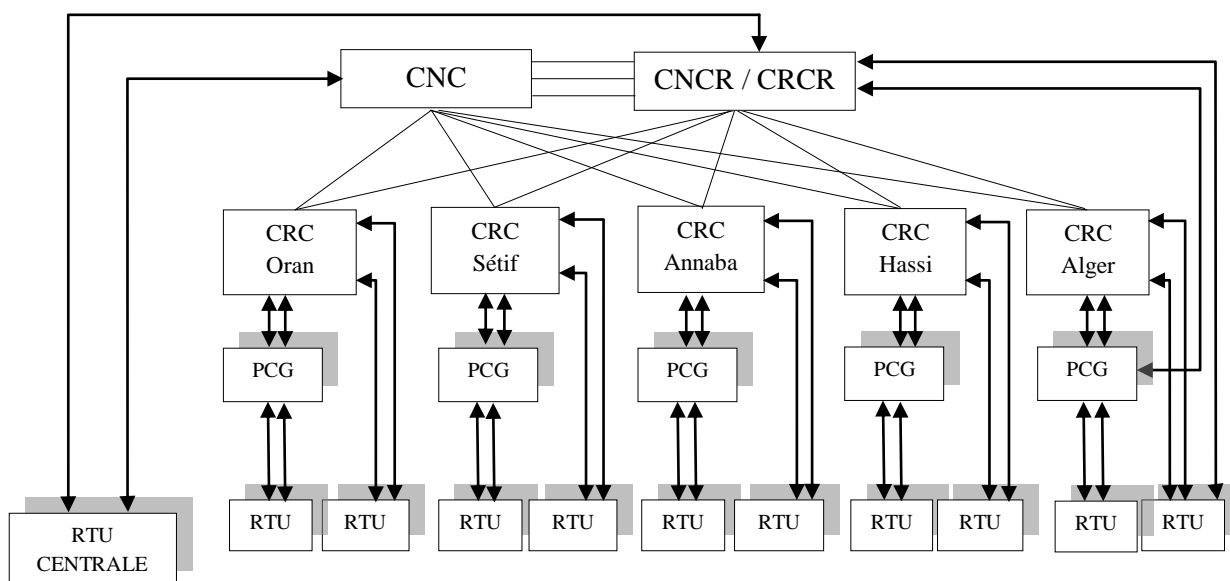 CNC
CNCR / CRCR
CRC
Oran
CRC
Sétif
CRC
Annaba
CRC
Hassi
CRC
Alger
PCG
PCG
PCG
PCG
PCG
RTU
CENTRALE
RTU
RTU
RTU
RTU
RTU
RTU
RTU
RTU
RTU
RTU